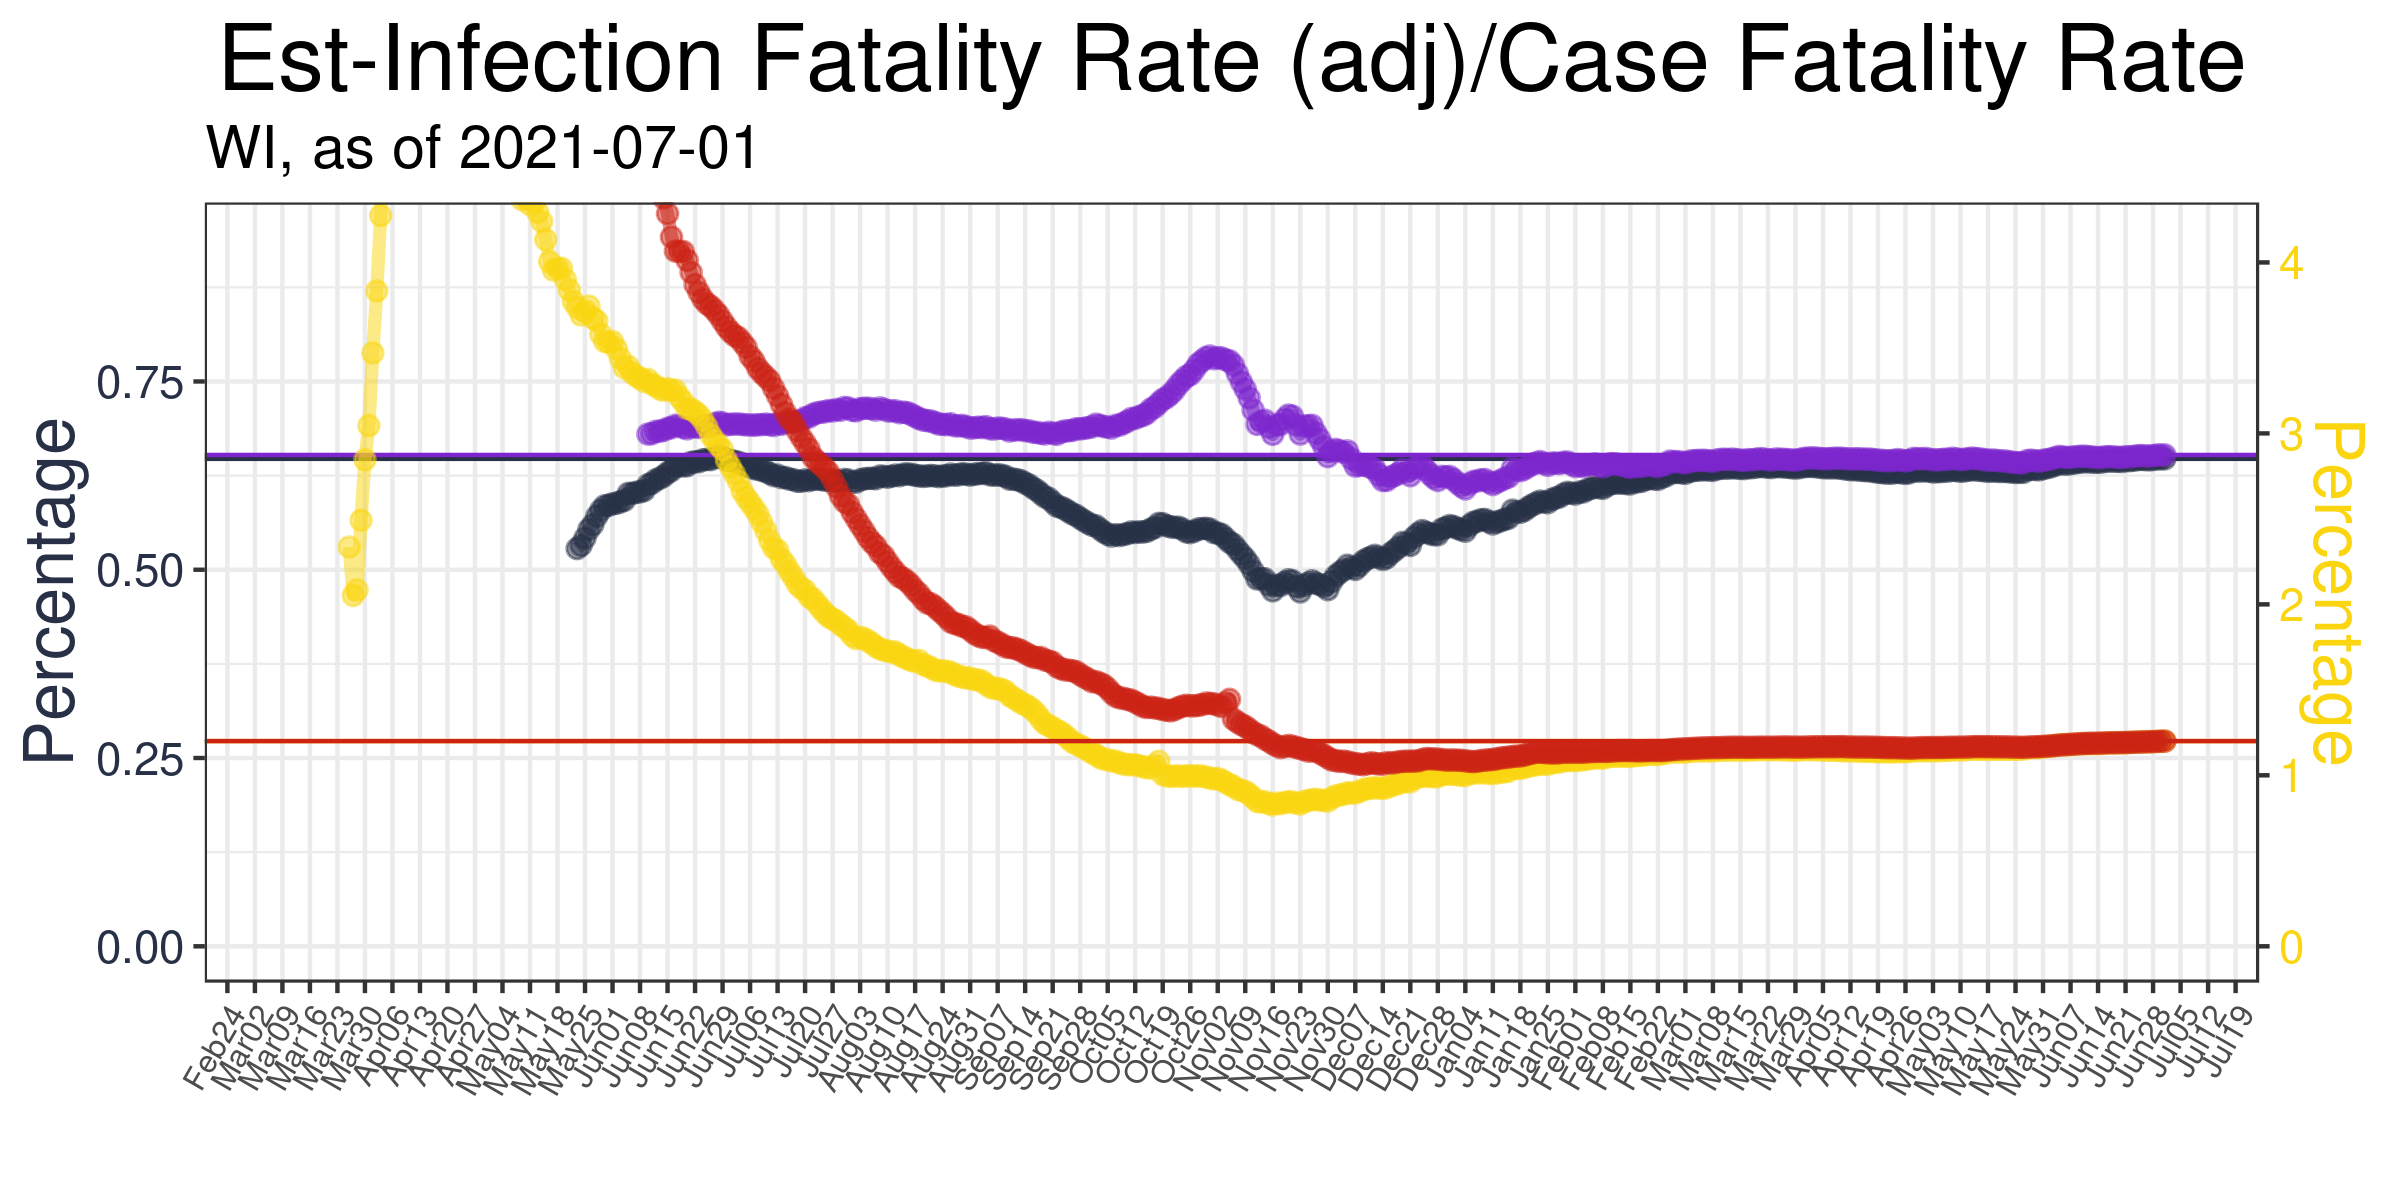 Est-Infection Fatality Rate (adj)/Case Fatality Rate
WI, as of 2021-07-01
Percentage
0.75
0.50
0.25
0.00
4
3
2
1
0
Percentage
Feb24
Mar02
Mar09
Mar16
Mar23
Mar30
Apr06
Apr13
Apr20
Apr27
May04
May11
May18
May25
Jun01
Jun08
Jun15
Jun22
Jun29
Jul06
Jul13
Jul20
Jul27
Aug03
Aug10
Aug17
Aug24
Aug31
Sep07
Sep14
Sep21
Sep28
Oct05
Oct12
Oct19
Oct26
Nov02
Nov09
Nov16
Nov23
Nov30
Dec07
Dec14
Dec21
Dec28
Jan04
Jan11
Jan18
Jan25
Feb01
Feb08
Feb15
Feb22
Mar01
Mar08
Mar15
Mar22
Mar29
Apr05
Apr12
Apr19
Apr26
May03
May10
May17
May24
May31
Jun07
Jun14
Jun21
Jun28
Jul05
Jul12
Jul19